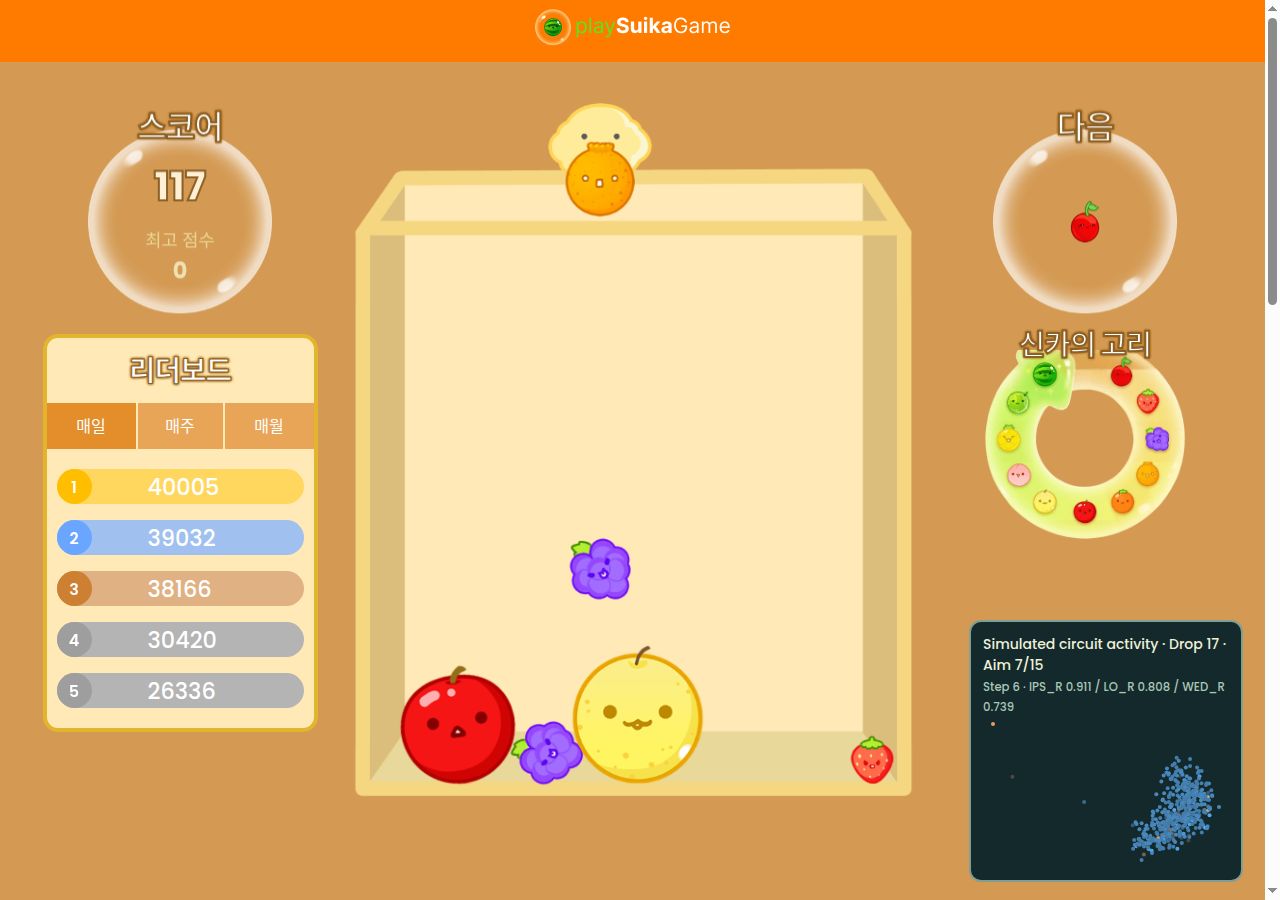 playSuikaGame
스코어
117
최고 점수
0
리더보드
매일 매주 매월
1 40005
2 39032
3 38166
4 30420
5 26336
다음
신카의 고리
Simulated circuit activity · Drop 17 ·
Aim 7/15
Step 6 · IPS_R 0.911 / LO_R 0.808 / WED_R
0.739